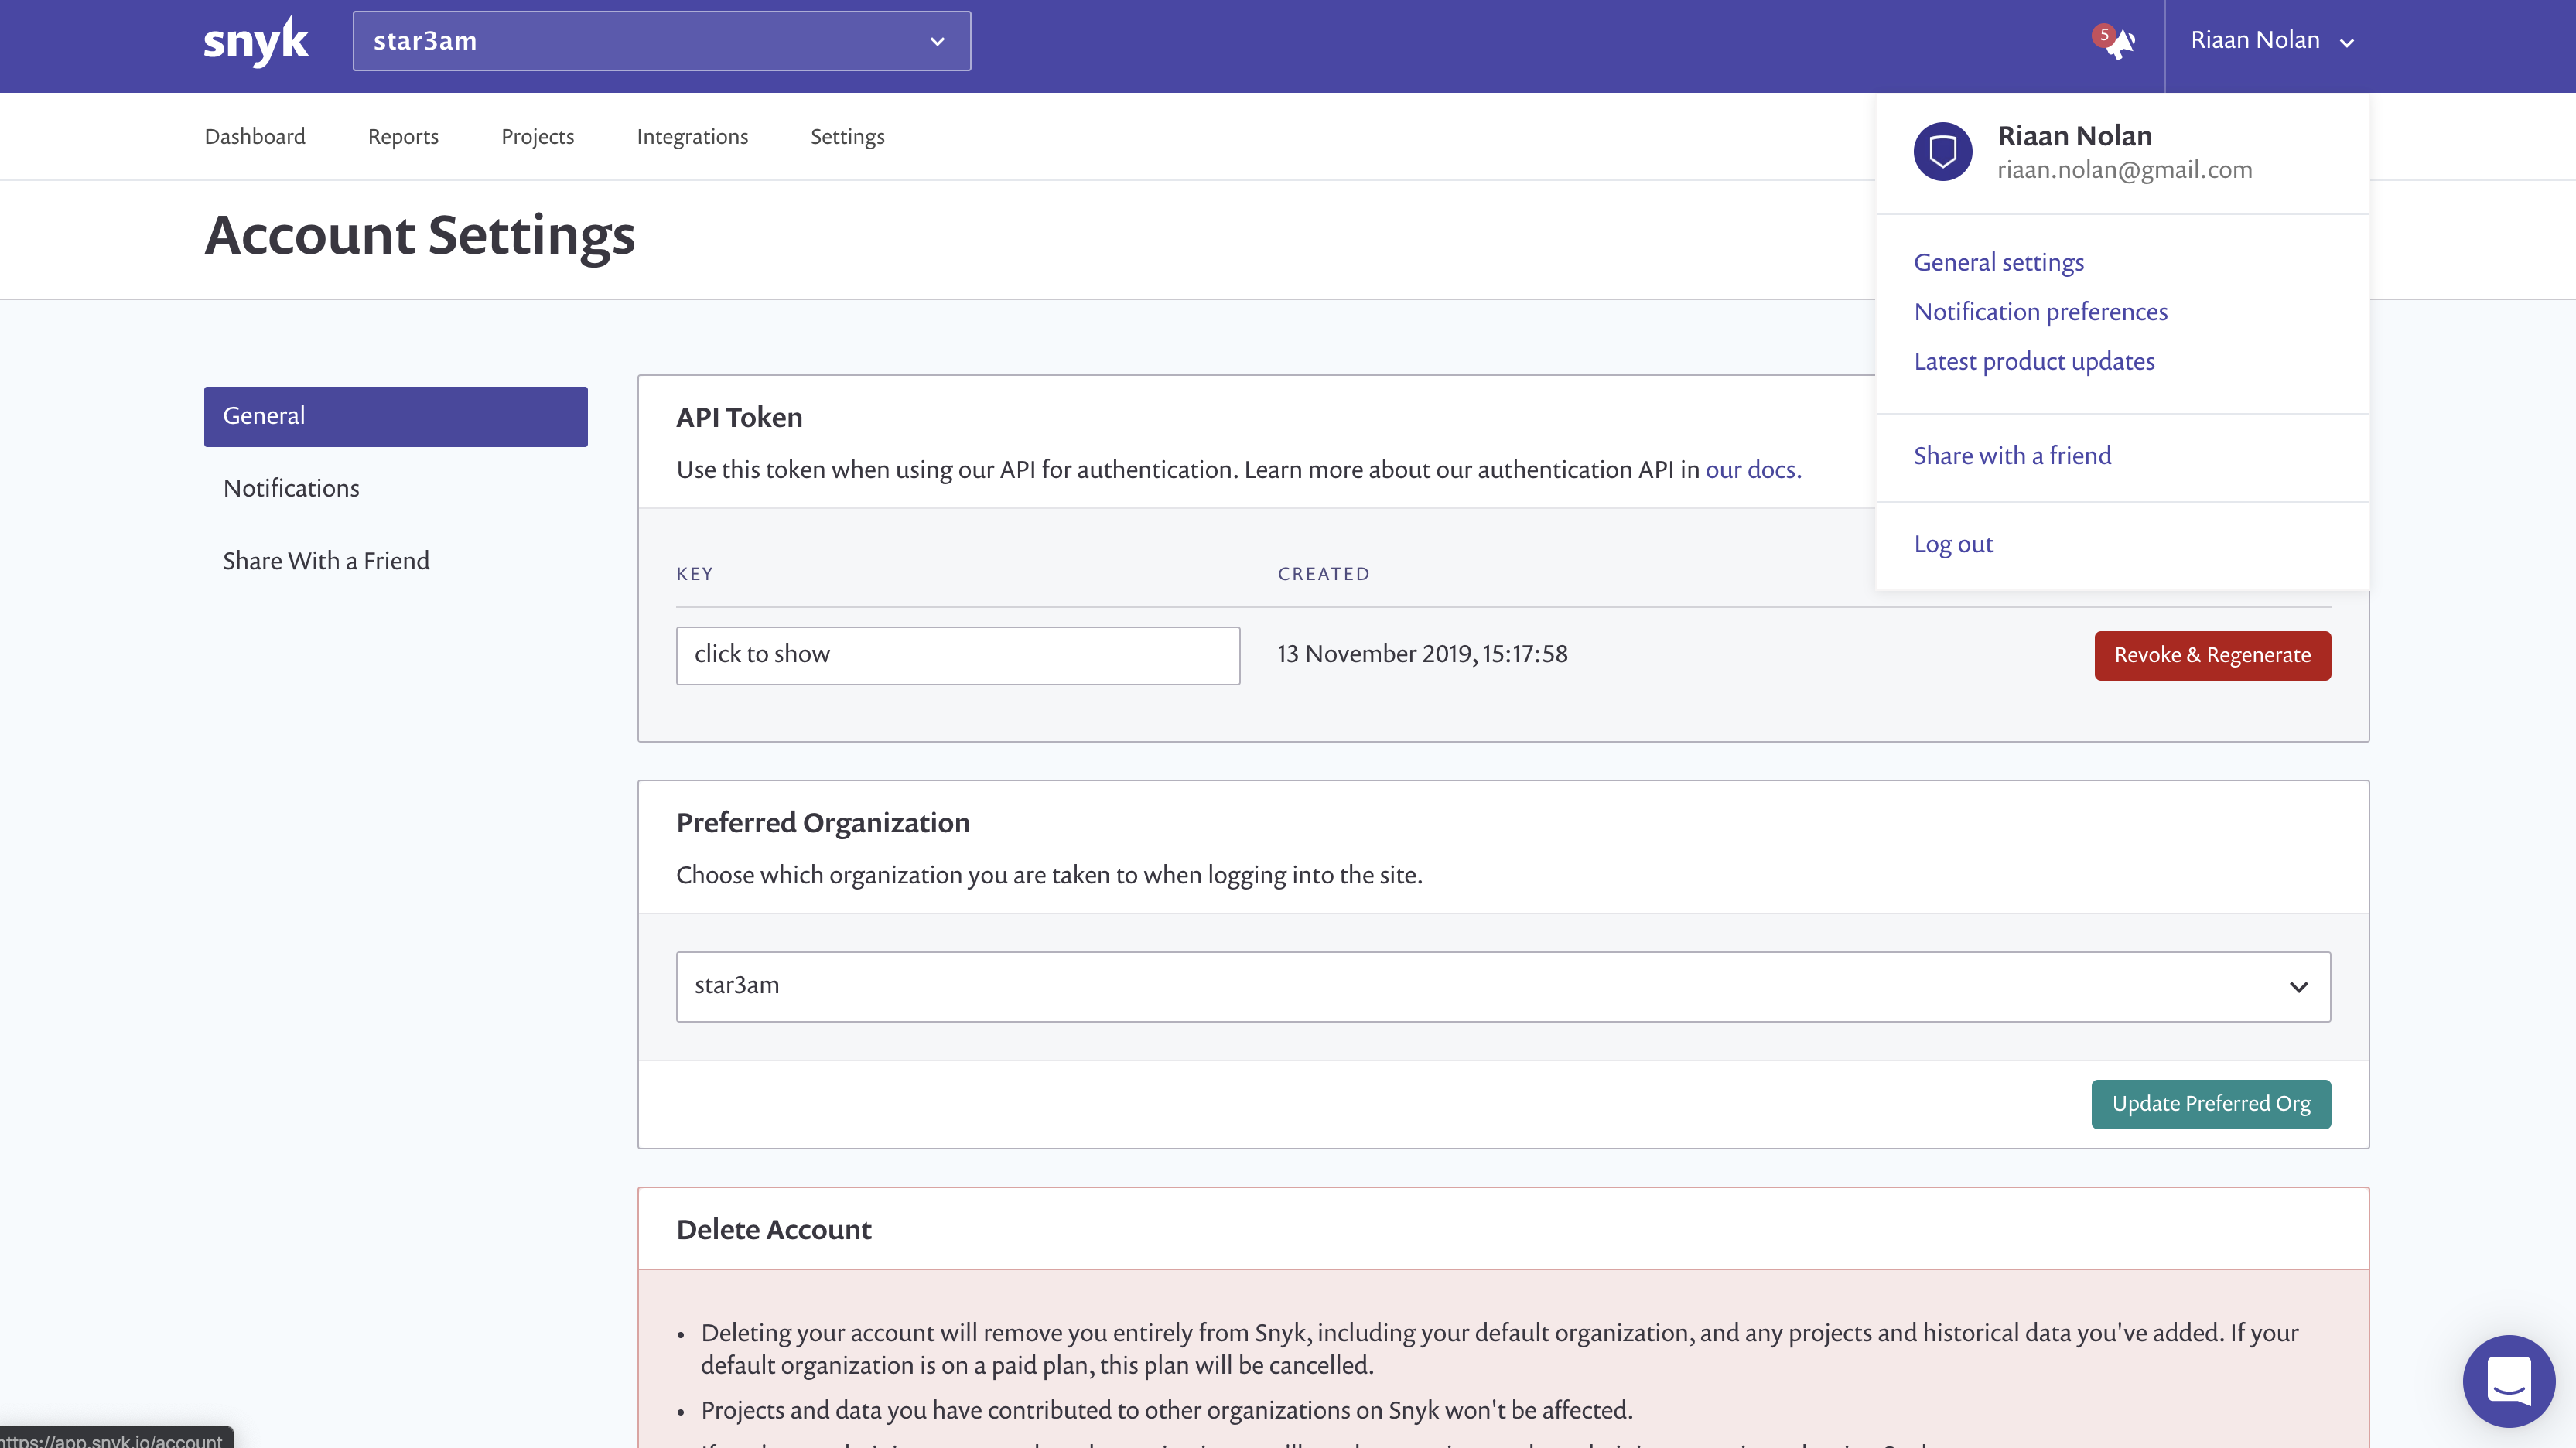 snyk
star3am
5
Riaan Nolan
Dashboard
Reports
Projects
Integrations
Settings
Riaan Nolan
riaan.nolan@gmail.com
General settings
Notification preferences
Latest product updates
Share with a friend
Log out
Account Settings
General
Notifications
Share With a Friend
API Token
Use this token when using our API for authentication. Learn more about our authentication API in our docs.
KEY
CREATED
click to show
13 November 2019, 15:17:58
Revoke & Regenerate
Preferred Organization
Choose which organization you are taken to when logging into the site.
star3am
Update Preferred Org
Delete Account
• Deleting your account will remove you entirely from Snyk, including your default organization, and any projects and historical data you've added. If your
default organization is on a paid plan, this plan will be cancelled.
• Projects and data you have contributed to other organizations on Snyk won't be affected.
https://app.snyk.io/account